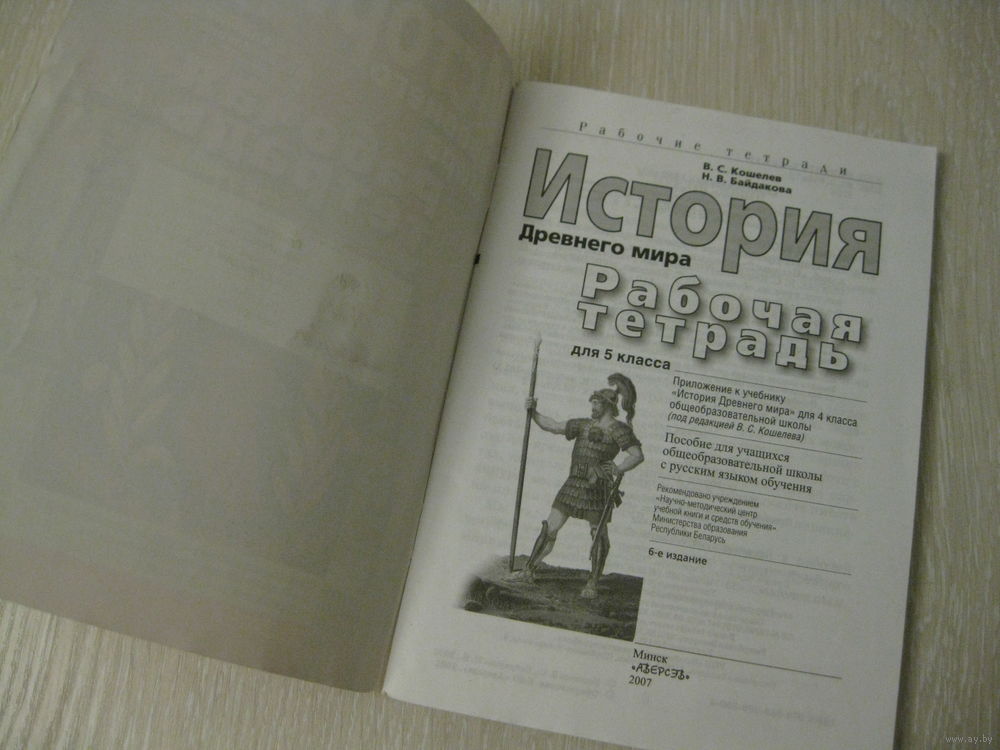 Рабочие тетради
В. С. Кошелев
Н. В. Байдакова
История
Древнего мира
Рабочая
тетрадь
для 5 класса
Приложение к учебнику
«История Древнего мира» для 4 класса
общеобразовательной школы
(под редакцией В. С. Кошелева)
Пособие для учащихся
общеобразовательной школы
с русским языком обучения
Рекомендовано учреждением
«Научно-методический центр
учебной книги и средств обучения»
Министерства образования
Республики Беларусь
6-е издание
Минск
«АВЕРСЭВ»
2007
www.ay.by